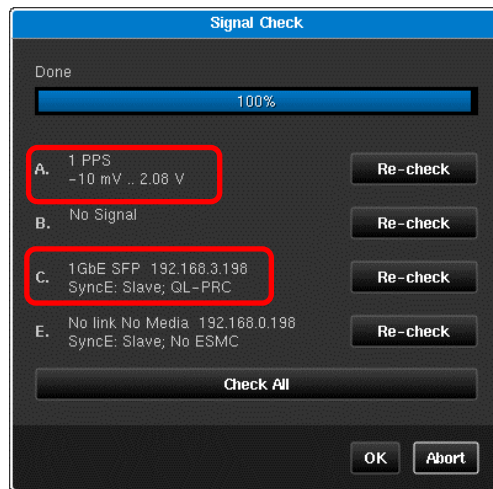 Signal Check
Done
100%
A. 1 PPS
-10 mV .. 2.08 V
Re-check
B. No Signal
Re-check
C. 1GbE SFP 192.168.3.198
SyncE: Slave; QL-PRC
Re-check
E. No link No Media 192.168.0.198
SyncE: Slave; No ESMC
Re-check
Check All
OK Abort